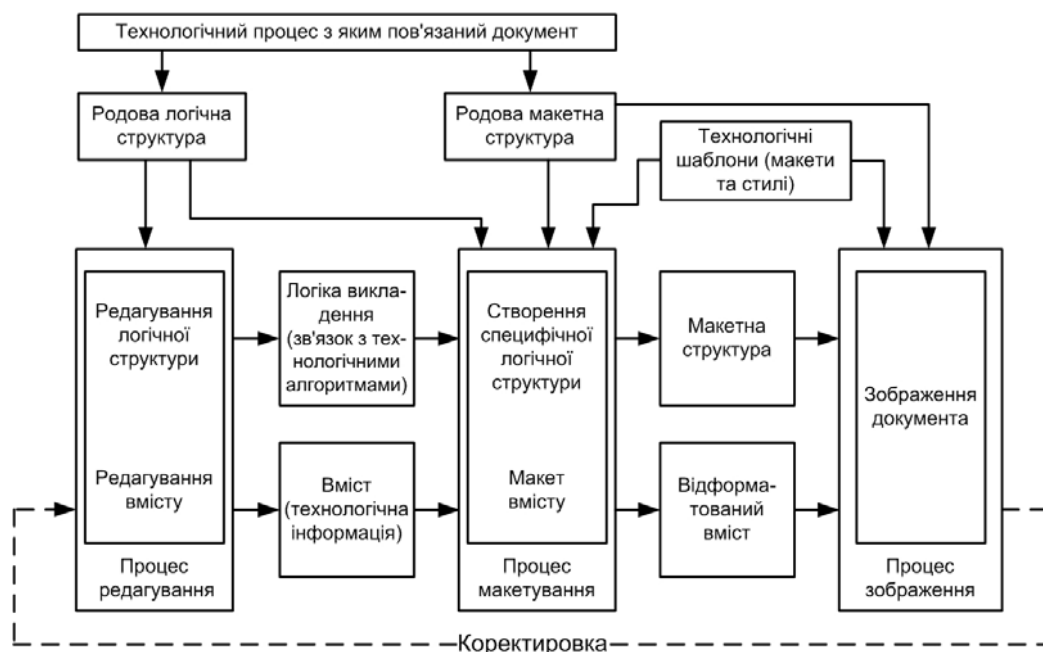 Технологічний процес з яким пов'язаний документ
Родова логічна
структура
Родова макетна
структура
Технологічні
шаблони (макети
та стилі)
Редагування
логічної
структури
Редагування
вмісту
Процес
редагування
Логіка викла-
дення
(зв'язок з тех-
нологічними
алгоритмами)
Вміст
(технологічна
інформація)
Створення
специфічної
логічної
структури
Макет
вмісту
Процес
макетування
Макетна
структура
Відформа-
тований
вміст
Зображення
документа
Процес
зображення
Коректировка